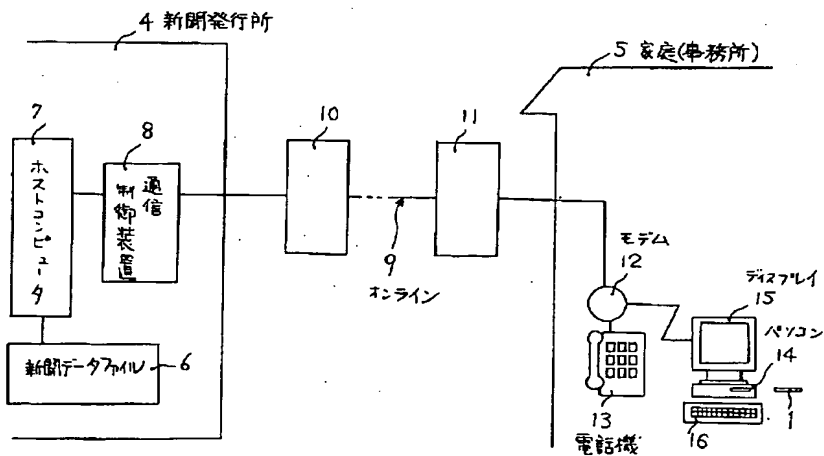 4 新聞発行所
5 家庭(事務所)
7
ホストコンピュータ
8
通信
制御装置
10
11
9
オンライン
新聞データファイル
6
モデム
12
ディスプレイ
15
パソコン
14
13
電話機
16
1